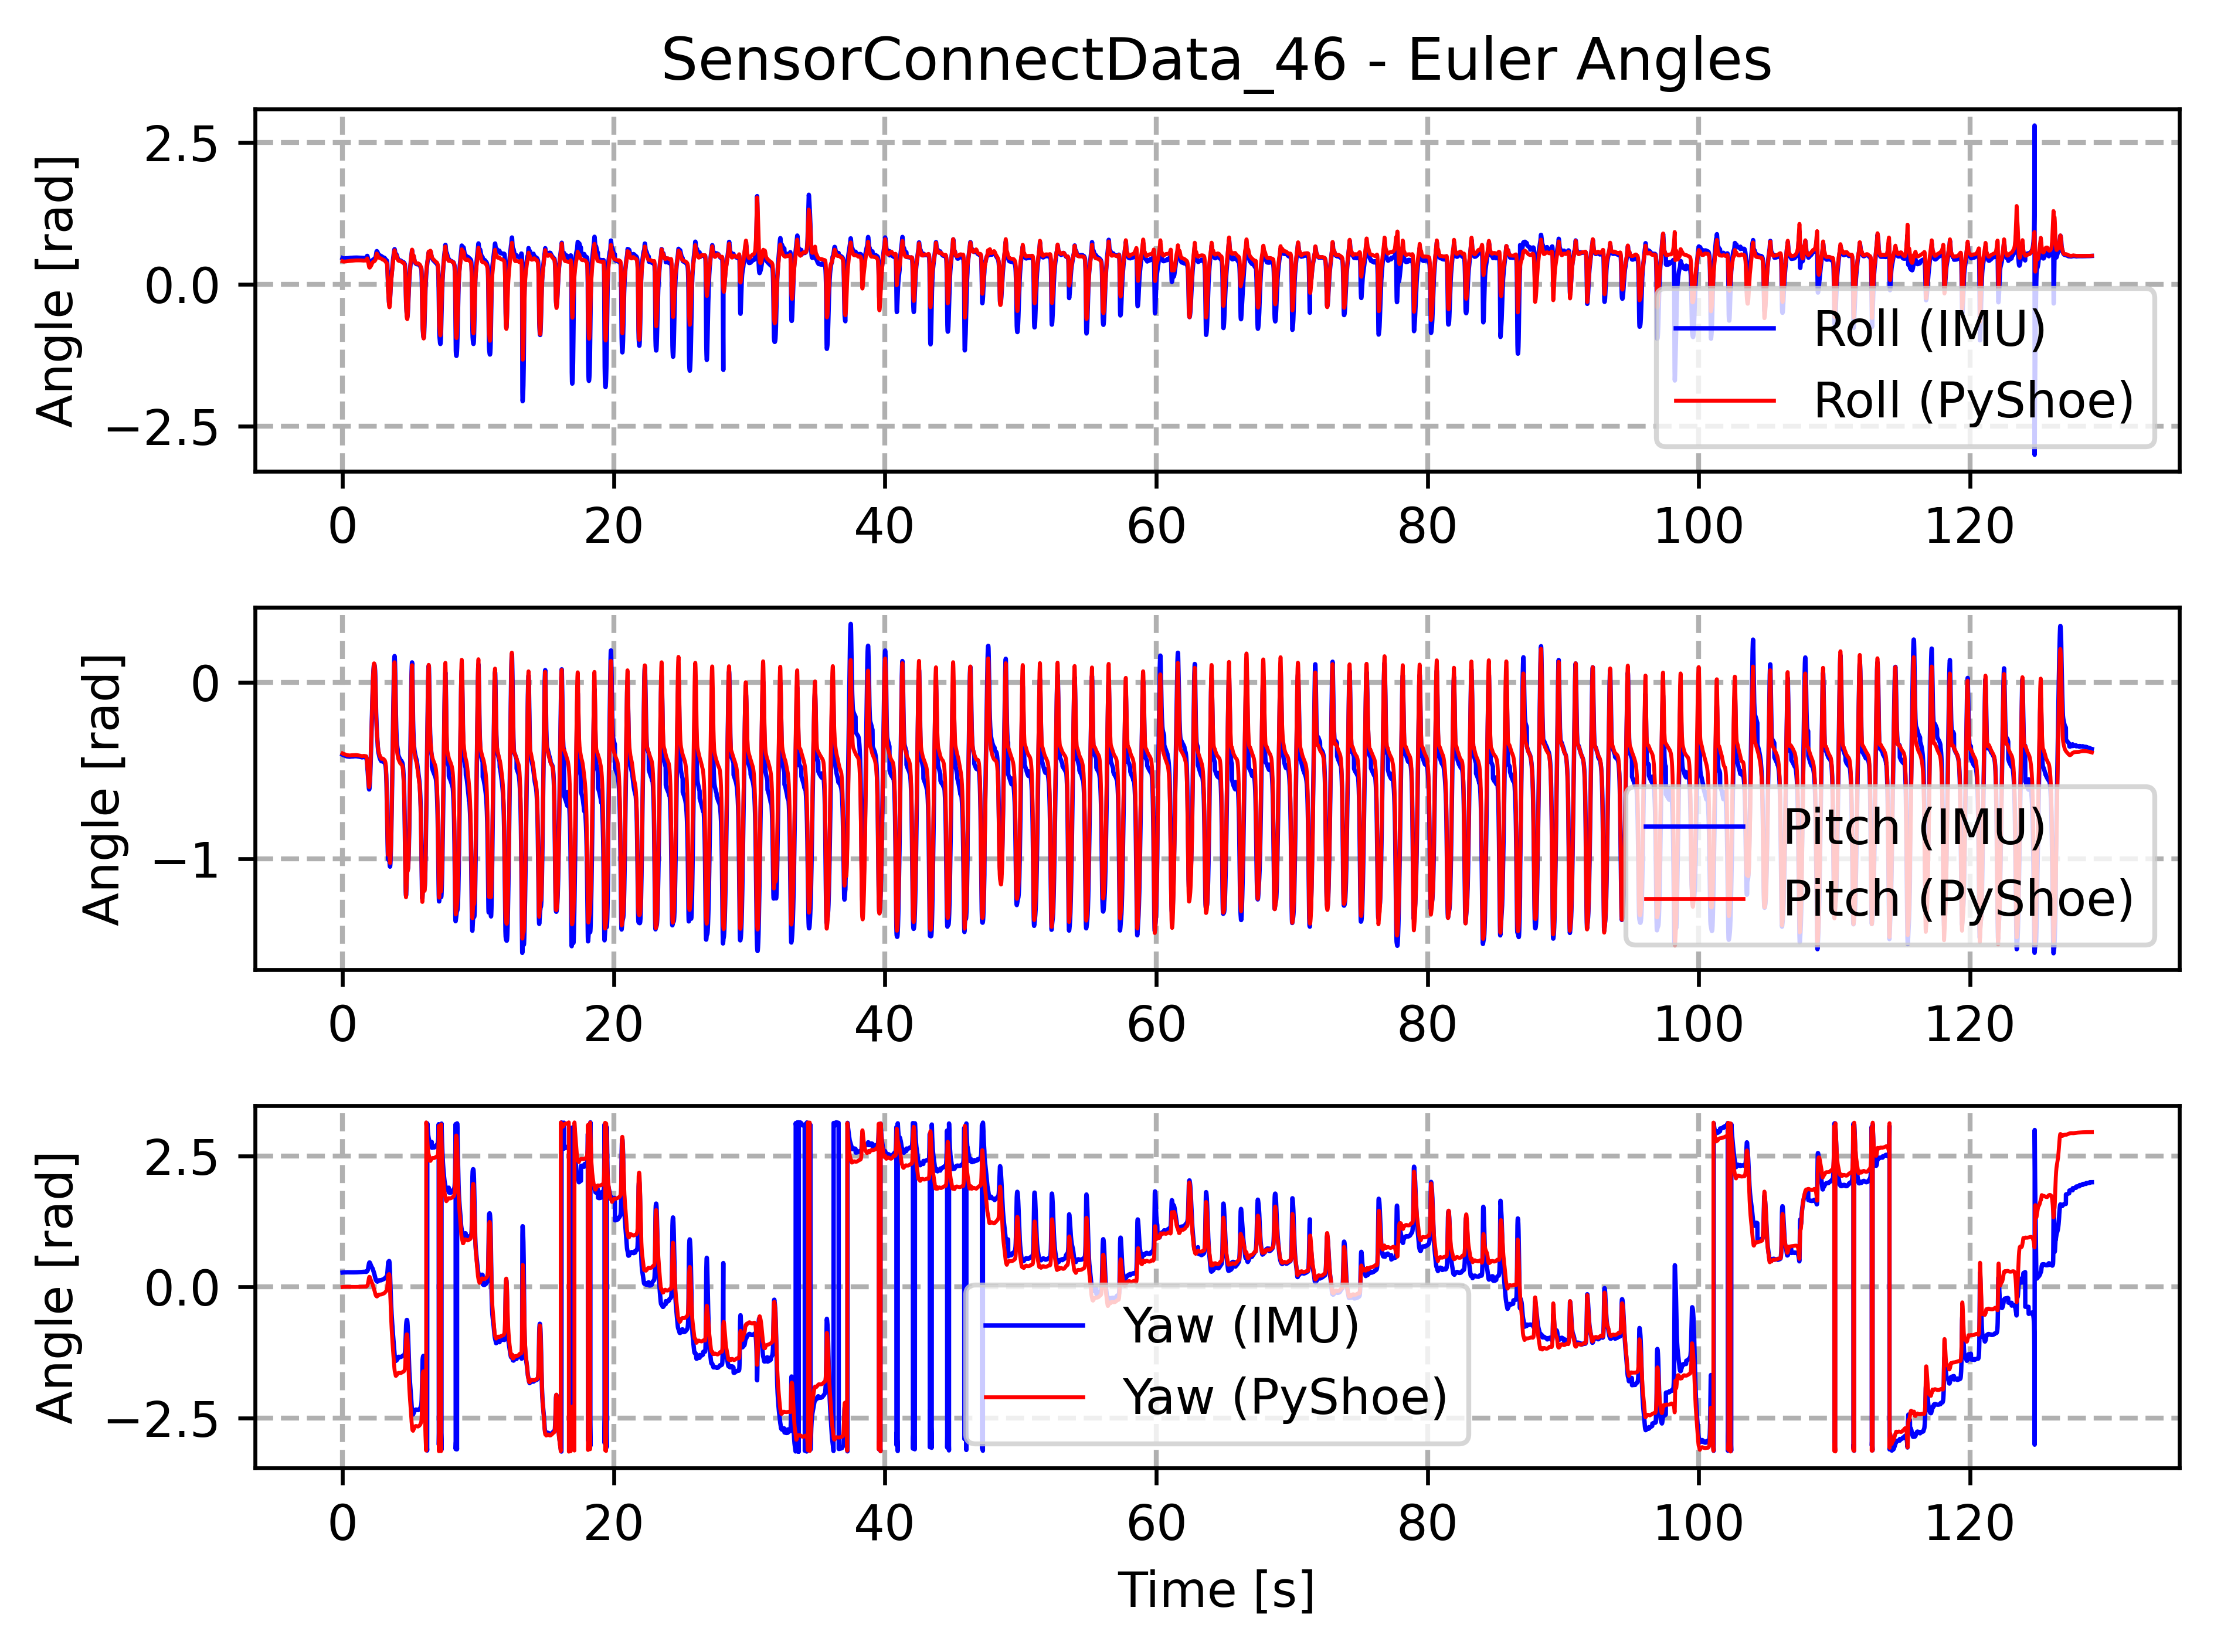 SensorConnectData_46 - Euler Angles
Angle [rad]
2.5
0.0
−2.5
0 20 40 60 80 100 120
Roll (IMU)
Roll (PyShoe)
Angle [rad]
0
−1
0 20 40 60 80 100 120
Pitch (IMU)
Pitch (PyShoe)
Angle [rad]
2.5
0.0
−2.5
0 20 40 60 80 100 120
Yaw (IMU)
Yaw (PyShoe)
Time [s]